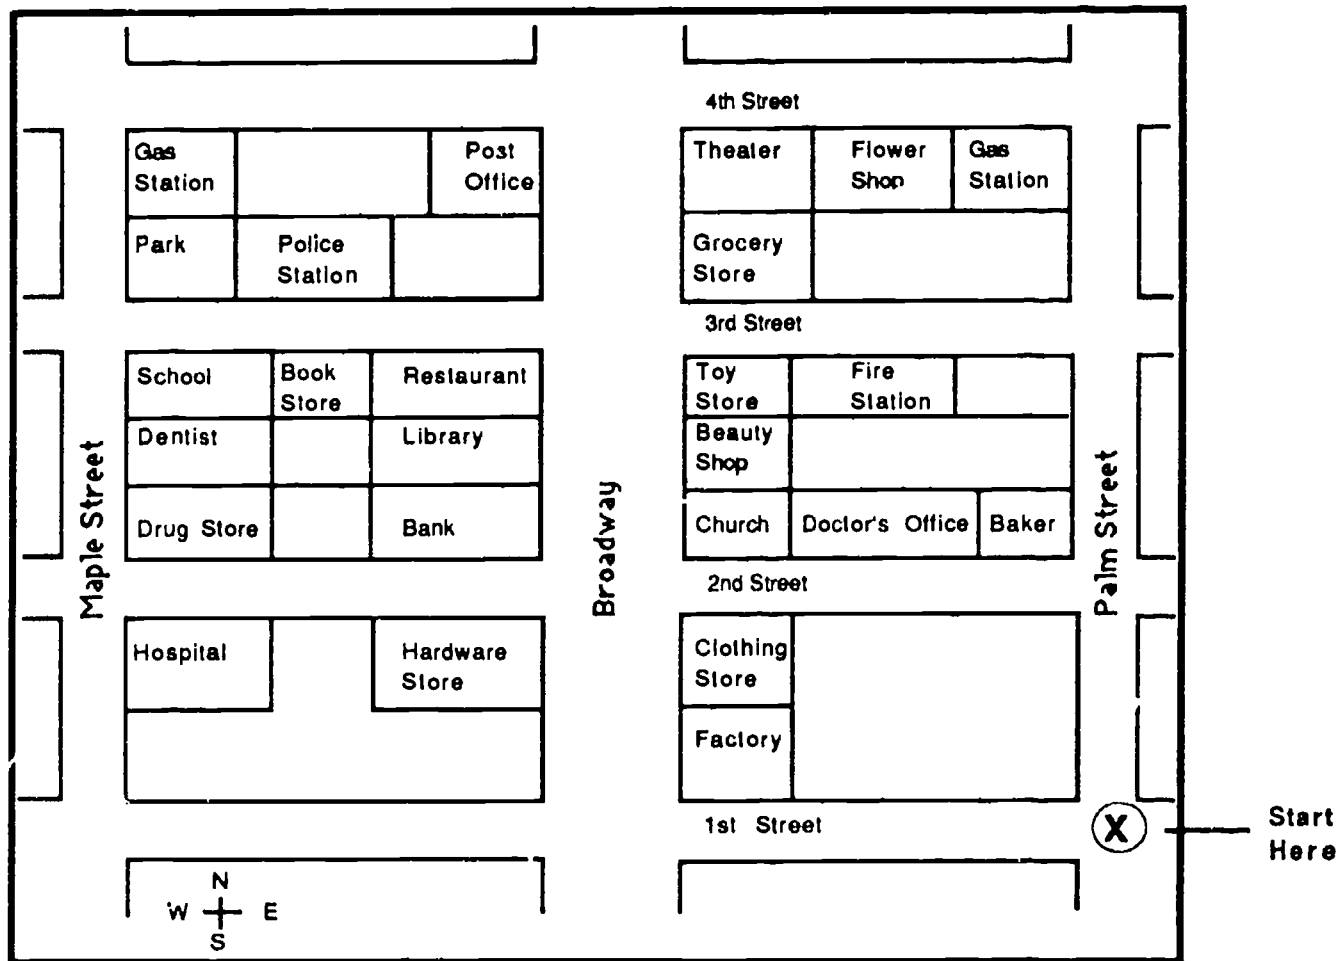 4th Street
Gas
Station
Post
Office
Theater
Flower
Shop
Gas
Station
Park
Police
Station
Grocery
Store
3rd Street
School
Book
Store
Restaurant
Toy
Store
Fire
Station
Dentist
Library
Beauty
Shop
Drug Store
Bank
Church
Doctor's Office
Baker
Maple Street
Broadway
Palm Street
2nd Street
Hospital
Hardware
Store
Clothing
Store
Factory
1st Street
X
Start
Here
N
W E
S